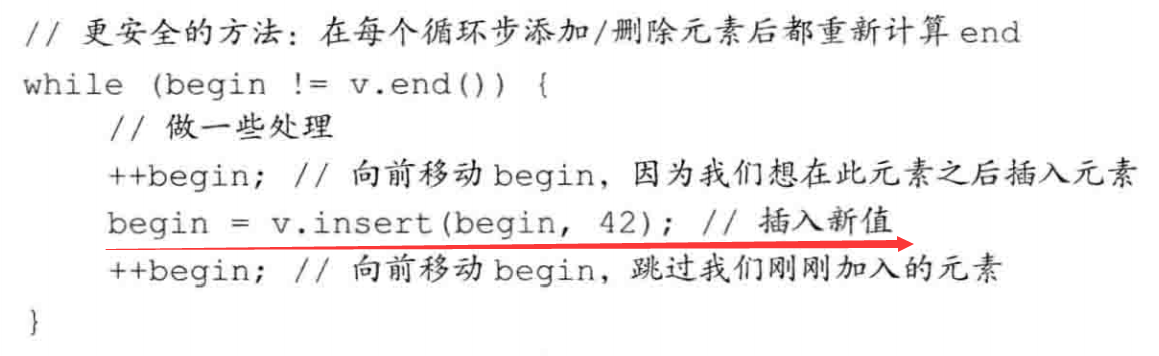 // 更安全的方法：在每个循环步添加/删除元素后都重新计算 end
while (begin != v.end()) {
// 做一些处理
++begin; // 向前移动 begin，因为我们想在此元素之后插入元素
begin = v.insert(begin, 42); // 插入新值
++begin; // 向前移动 begin，跳过我们刚刚加入的元素
}